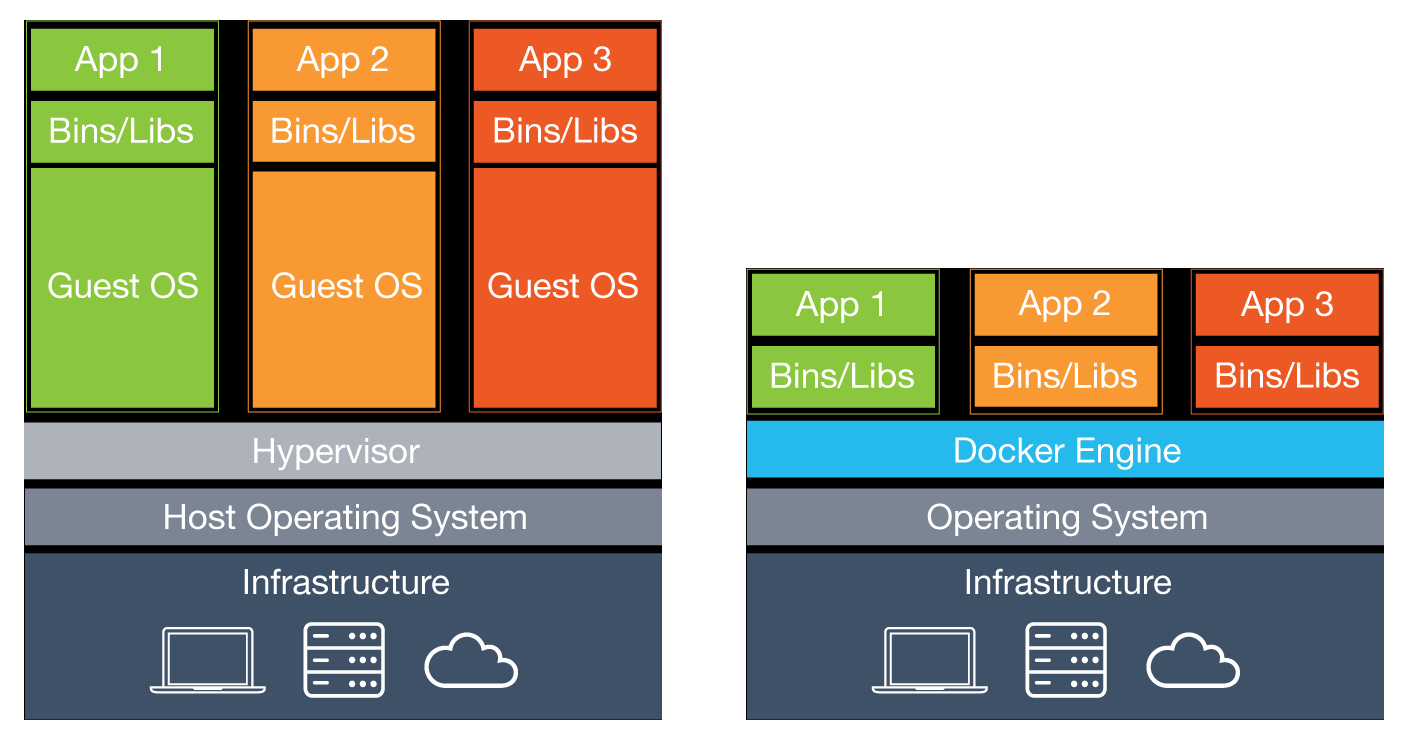 App 1
App 2
App 3
Bins/Libs
Bins/Libs
Bins/Libs
Guest OS
Guest OS
Guest OS
Hypervisor
Host Operating System
Infrastructure
App 1
App 2
App 3
Bins/Libs
Bins/Libs
Bins/Libs
Docker Engine
Operating System
Infrastructure